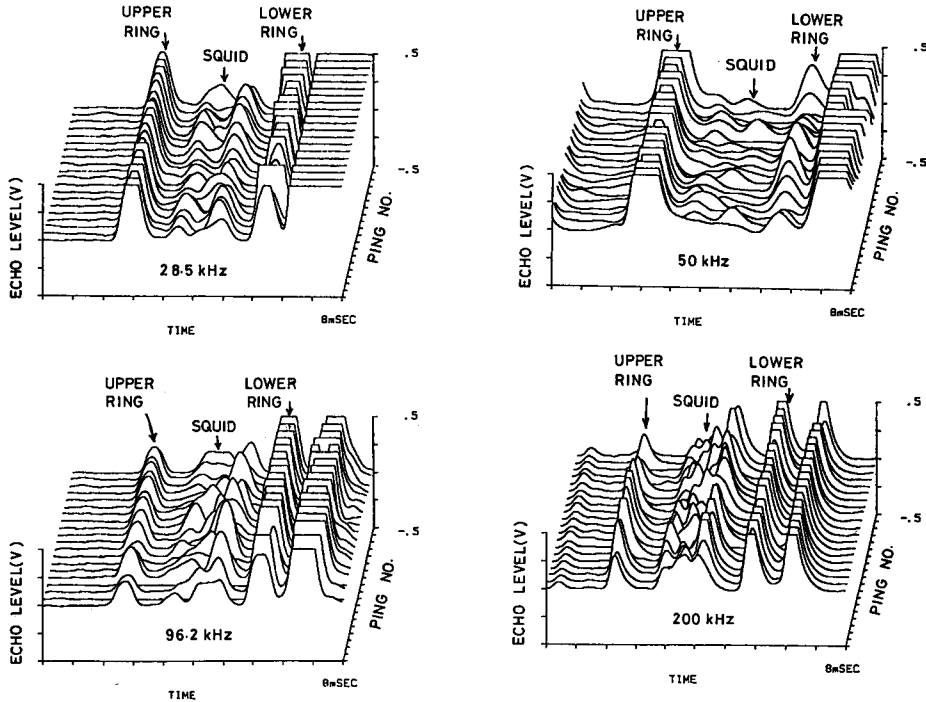 UPPER
RING
SQUID
LOWER
RING
.5
-.5
ECHO LEVEL(V)
PING NO.
28.5 kHz
8mSEC
TIME
UPPER
RING
SQUID
LOWER
RING
.5
-.5
ECHO LEVEL(V)
PING NO.
50 kHz
8mSEC
TIME
UPPER
RING
SQUID
LOWER
RING
.5
-.5
ECHO LEVEL(V)
PING NO.
96.2 kHz
8mSEC
TIME
UPPER
RING
SQUID
LOWER
RING
.5
-.5
ECHO LEVEL(V)
PING NO.
200 kHz
8mSEC
TIME